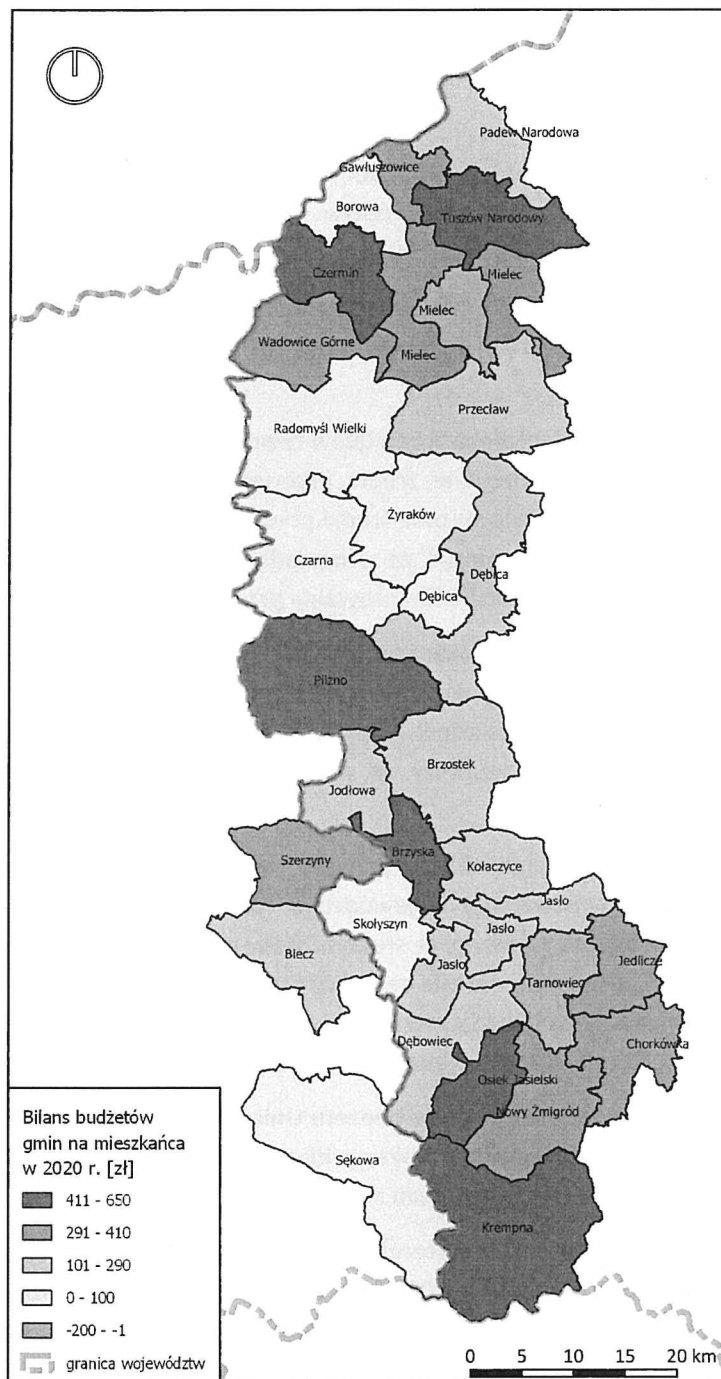 Padew Narodowa
Gawłuszowice
Borowa
Tuszów Narodowy
Czermin
Mielec
Mielec
Wadowice Górne
Mielec
Przecław
Radomyśl Wielki
Żyraków
Czarna
Dębica
Dębica
Pilzno
Brzostek
Jodłowa
Brzyska
Szerzyny
Kołaczyce
Jasło
Skołyszyn
Jasło
Biecz
Jasło
Jedlicze
Tarnowiec
Dębowiec
Chorkówka
Osiek Jasielski
Nowy Żmigród
Sękowa
Krempna
Bilans budżetów
gmin na mieszkańca
w 2020 r. [zł]
411 - 650
291 - 410
101 - 290
0 - 100
-200 - -1
granica województw
0 5 10 15 20 km